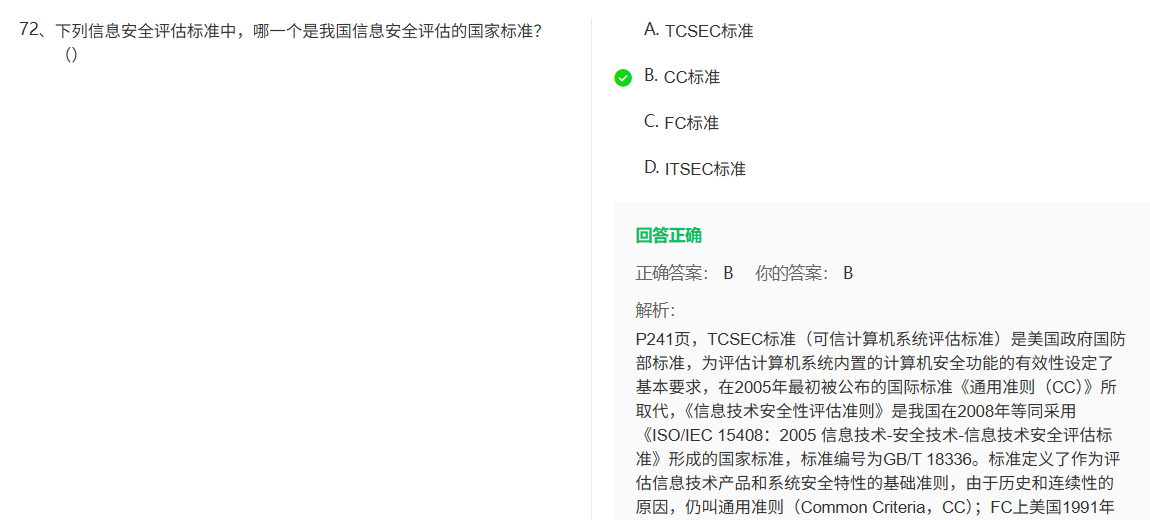 72、下列信息安全评估标准中，哪一个是我国信息安全评估的国家标准？
（）
A. TCSEC标准
B. CC标准
C. FC标准
D. ITSEC标准
回答正确
正确答案： B 你的答案： B
解析：
P241页，TCSEC标准（可信计算机系统评估标准）是美国政府国防
部标准，为评估计算机系统内置的计算机安全功能的有效性设定了
基本要求，在2005年最初被公布的国际标准《通用准则（CC）》所
取代，《信息技术安全性评估准则》是我国在2008年等同采用
《ISO/IEC 15408：2005 信息技术-安全技术-信息技术安全评估标
准》形成的国家标准，标准编号为GB/T 18336。标准定义了作为评
估信息技术产品和系统安全特性的基础准则，由于历史和连续性的
原因，仍叫通用准则（Common Criteria，CC）；FC上美国1991年